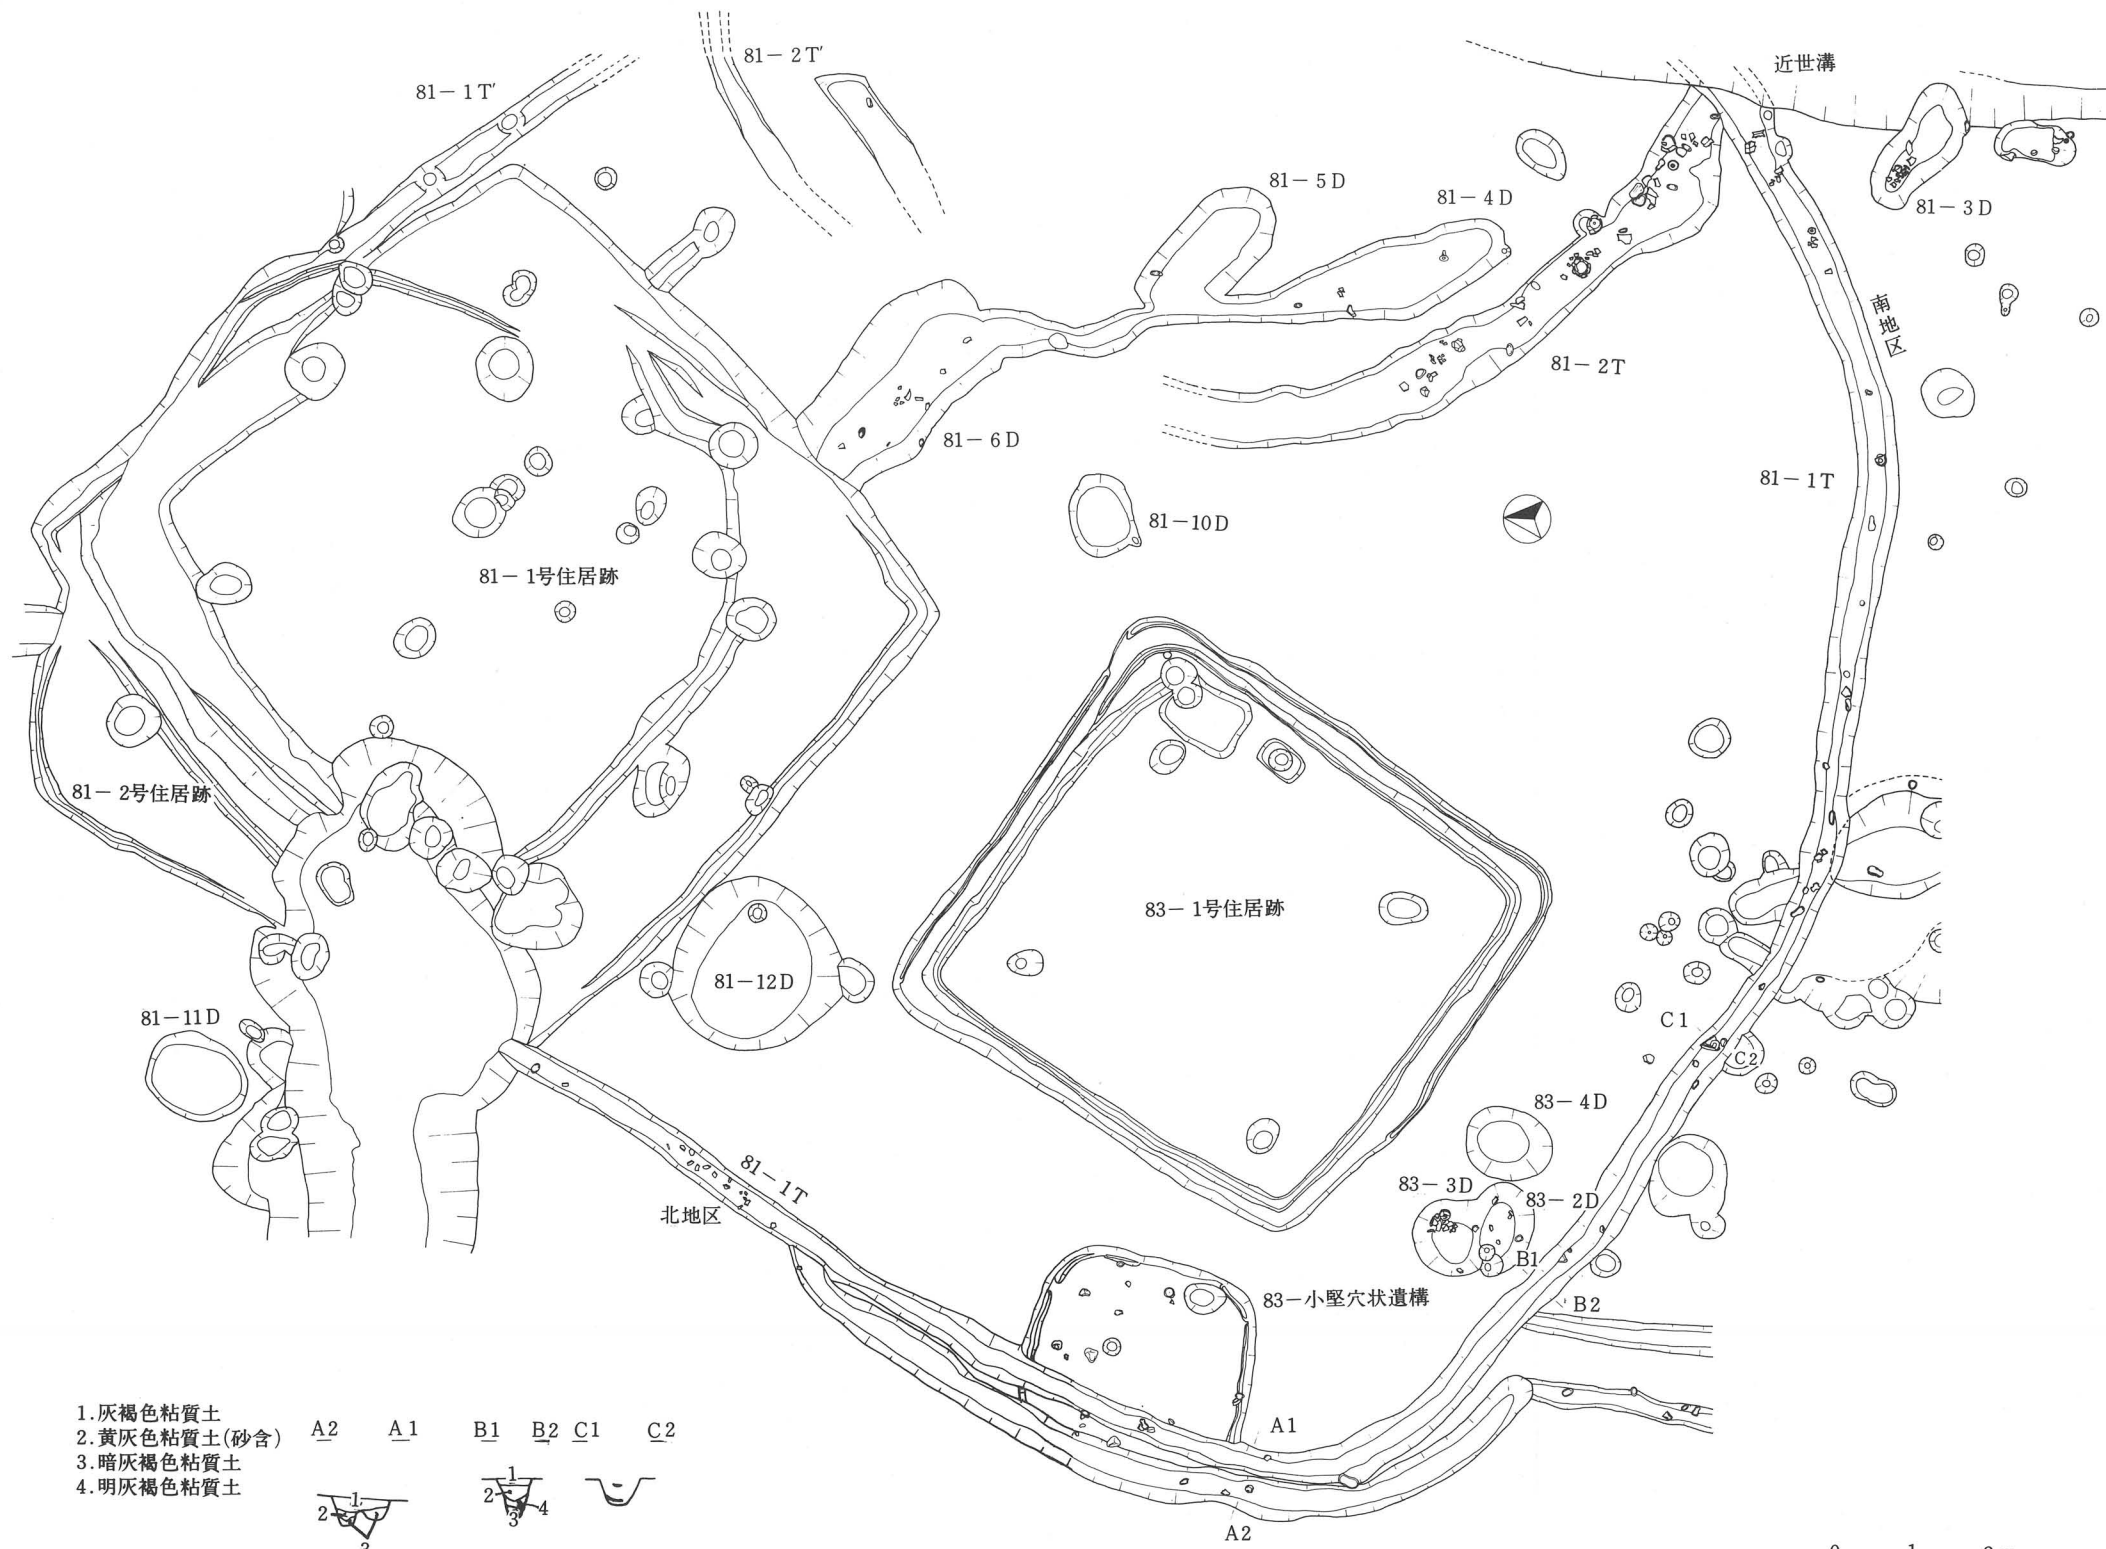 81-2T′
81-1T′
近世溝
81-5D
81-4D
81-3D
南地区
81-2T
81-6D
81-1T
81-10D
81-1号住居跡
81-2号住居跡
83-1号住居跡
81-12D
81-11D
C1
C2
83-4D
81-1T
北地区
83-3D
83-2D
B1
83-小堅穴状遺構
B2
A1
A2
1.灰褐色粘質土
2.黄灰色粘質土(砂含)
3.暗灰褐色粘質土
4.明灰褐色粘質土
A2 A1 B1 B2 C1 C2
1
2
1
2
4
3